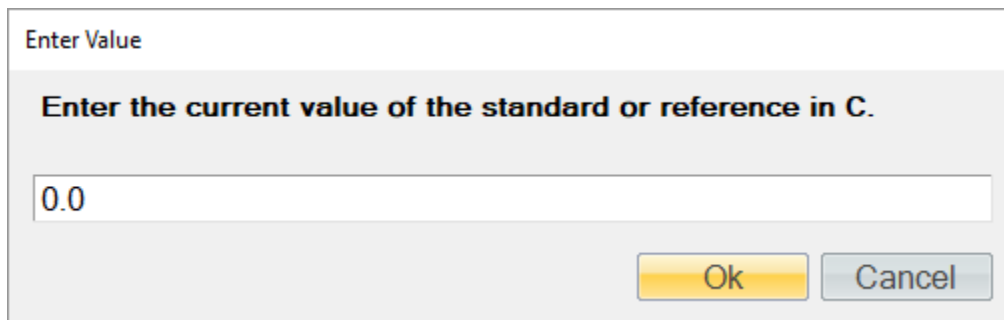 Enter Value
Enter the current value of the standard or reference in C.
0.0
Ok Cancel